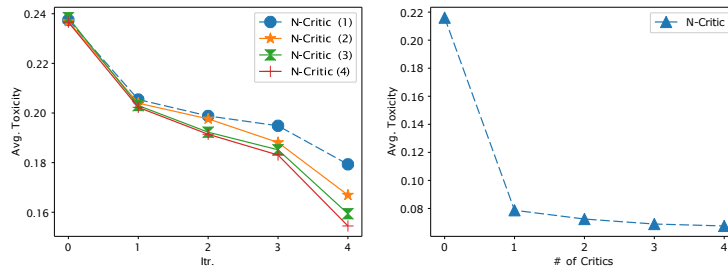 0.24
0.22
0.20
0.18
0.16
Avg. Toxicity
0 1 2 3 4
Itr.
N-Critic (1)
N-Critic (2)
N-Critic (3)
N-Critic (4)
0.22
0.20
0.18
0.16
0.14
0.12
0.10
0.08
Avg. Toxicity
0 1 2 3 4
# of Critics
N-Critic